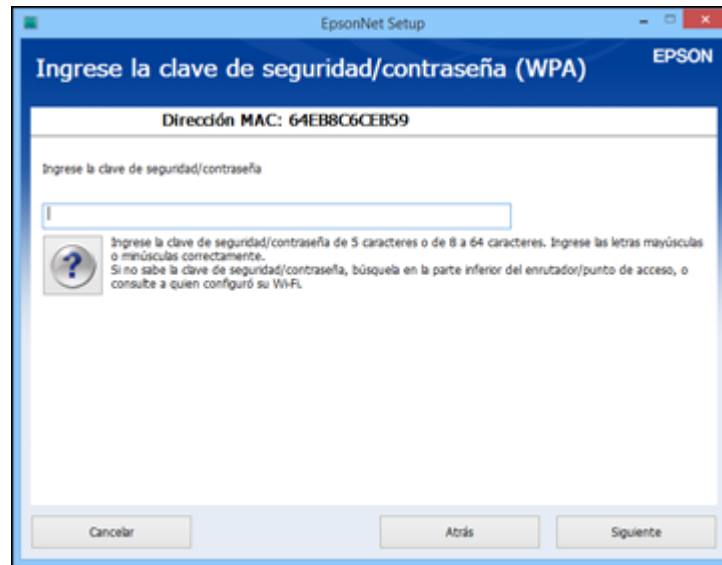 EpsonNet Setup
Ingrese la clave de seguridad/contraseña (WPA)
EPSON
Dirección MAC: 64EB8C6CEB59
Ingrese la clave de seguridad/contraseña
Ingrese la clave de seguridad/contraseña de 5 caracteres o de 8 a 64 caracteres. Ingrese las letras mayúsculas
o minúsculas correctamente.
Si no sabe la clave de seguridad/contraseña, búsquela en la parte inferior del enrutador/punto de acceso, o
consulte a quien configuró su Wi-Fi.
Cancelar
Atrás
Siguiente